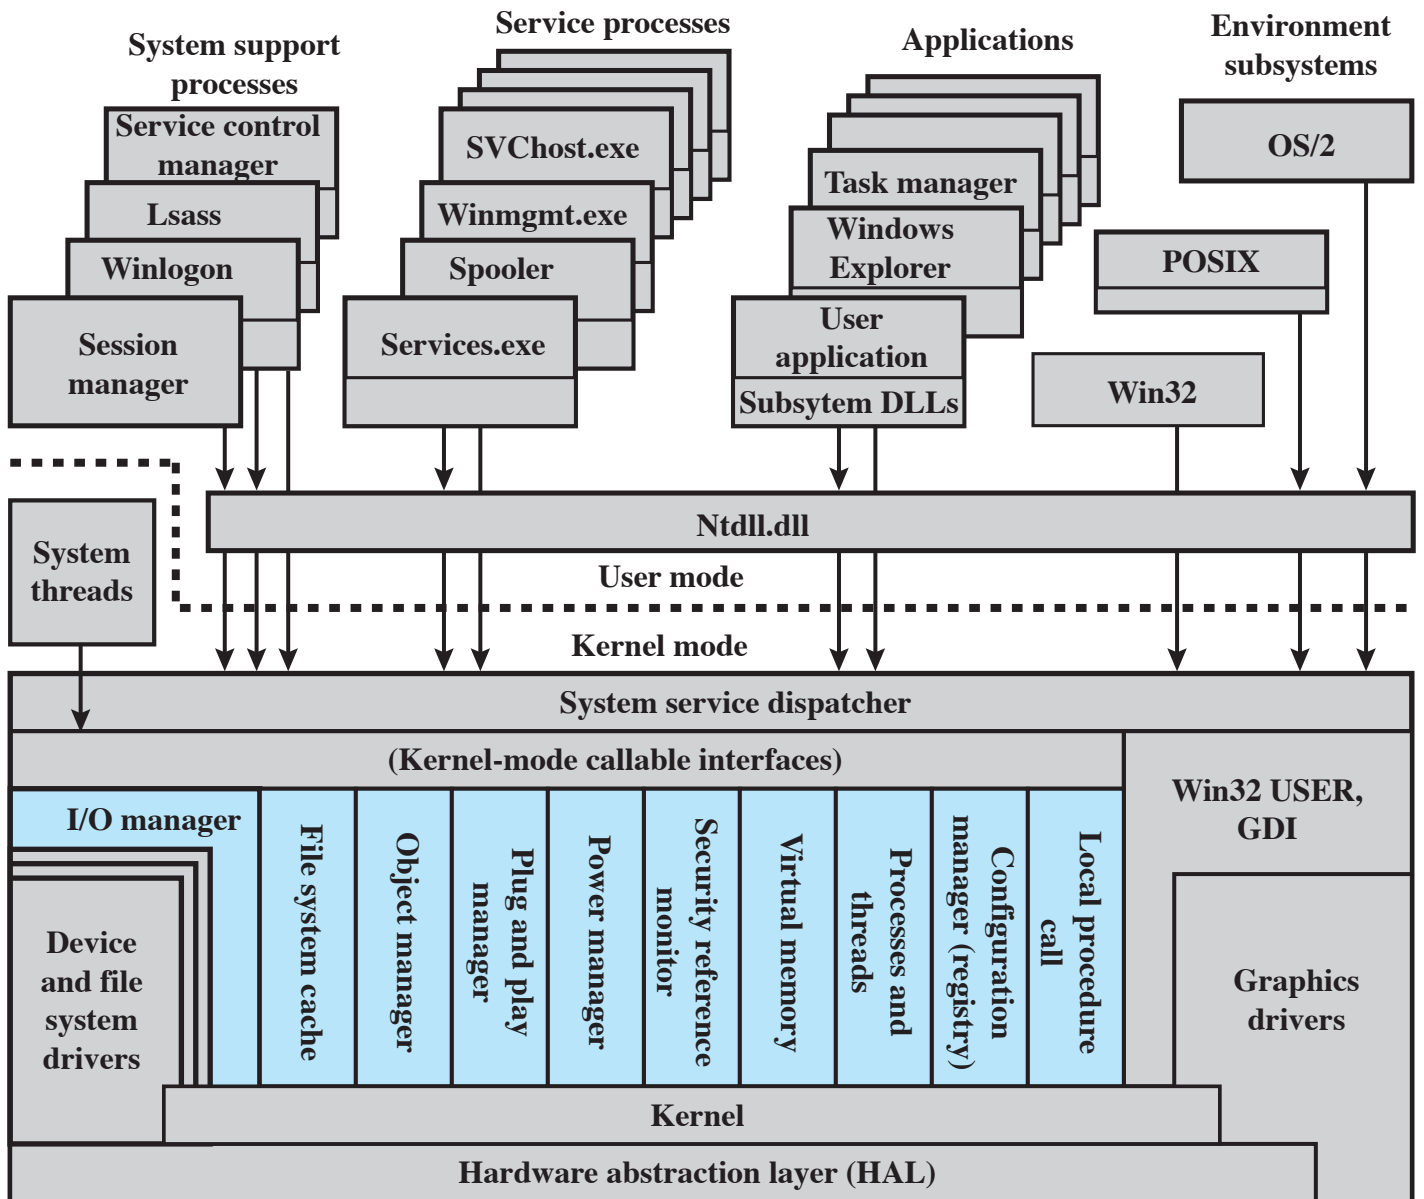 System support
processes
Service processes
Applications
Environment
subsystems
Service control
manager
Lsass
Winlogon
Session
manager
SVChost.exe
Winmgmt.exe
Spooler
Services.exe
Task manager
Windows
Explorer
User
application
Subsytem DLLs
OS/2
POSIX
Win32
System
threads
Ntdll.dll
User mode
Kernel mode
System service dispatcher
(Kernel-mode callable interfaces)
Win32 USER,
GDI
I/O manager
Device
and file
system
drivers
File system cache
Object manager
Plug and play
manager
Power manager
Security reference
monitor
Virtual memory
Processes and
threads
Configuration
manager (registry)
Local procedure
call
Graphics
drivers
Kernel
Hardware abstraction layer (HAL)